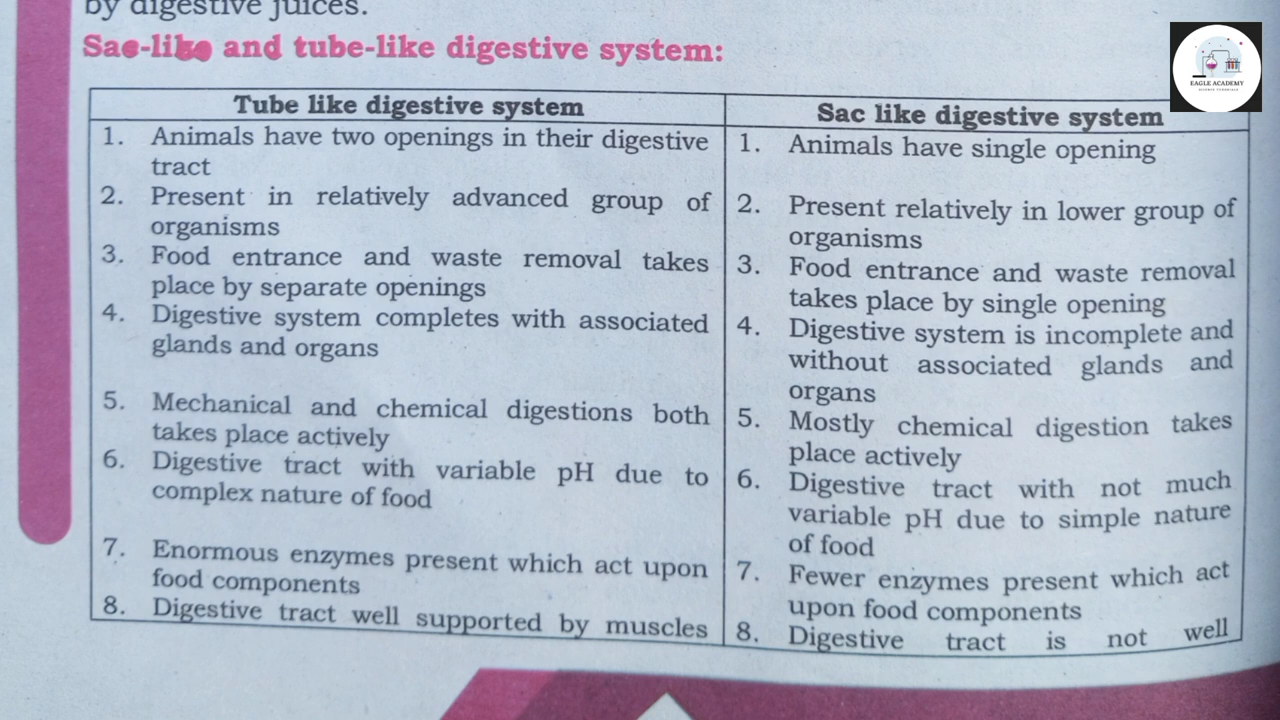 by digestive juices.
Sac-like and tube-like digestive system:
Tube like digestive system
1. Animals have two openings in their digestive
tract
2. Present in relatively advanced group of
organisms
3. Food entrance and waste removal takes
place by separate openings
4. Digestive system completes with associated
glands and organs
5. Mechanical and chemical digestions both
takes place actively
6. Digestive tract with variable pH due to
complex nature of food
7. Enormous enzymes present which act upon
food components
8. Digestive tract well supported by muscles
Sac like digestive system
1. Animals have single opening
2. Present relatively in lower group of
organisms
3. Food entrance and waste removal
takes place by single opening
4. Digestive system is incomplete and
without associated glands and
organs
5. Mostly chemical digestion takes
place actively
6. Digestive tract with not much
variable pH due to simple nature
of food
7. Fewer enzymes present which act
upon food components
8. Digestive tract is not well
EAGLE ACADEMY
SCIENCE TUTORIALS